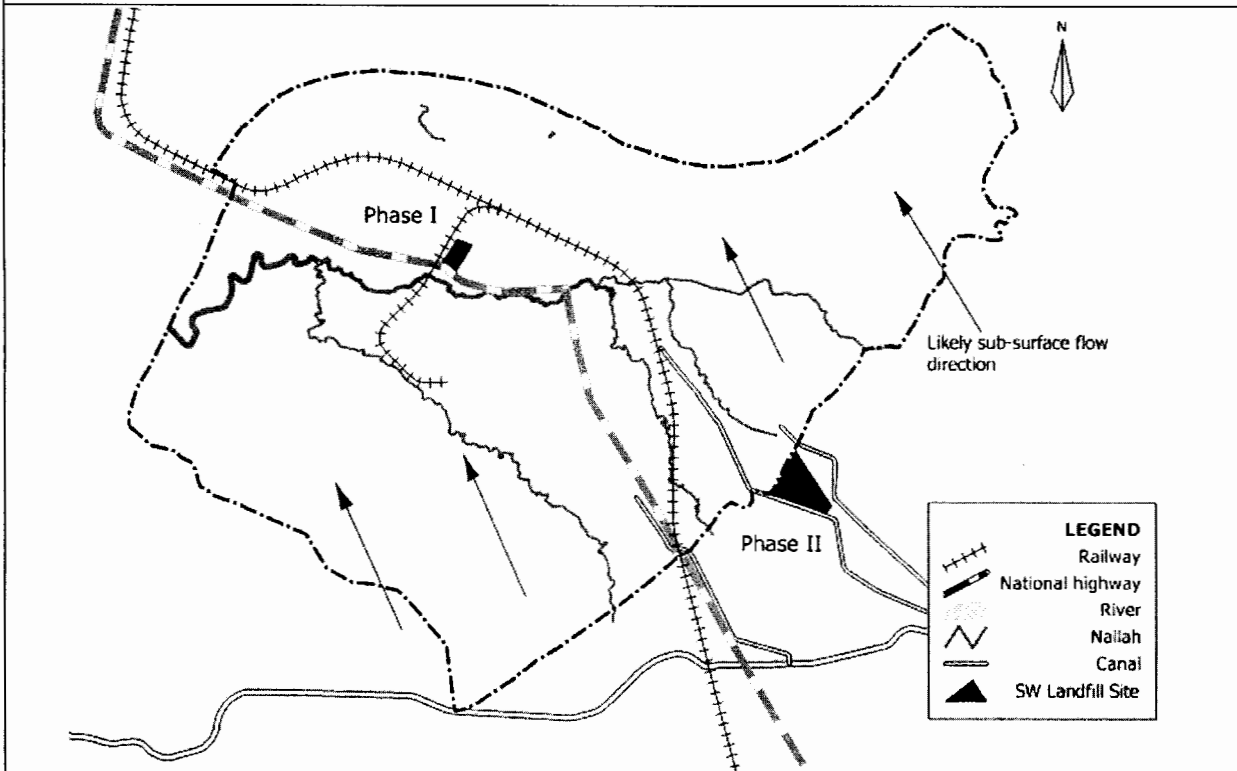 N
Phase I
Likely sub-surface flow
direction
Phase II
LEGEND
Railway
National highway
River
Nallah
Canal
SW Landfill Site